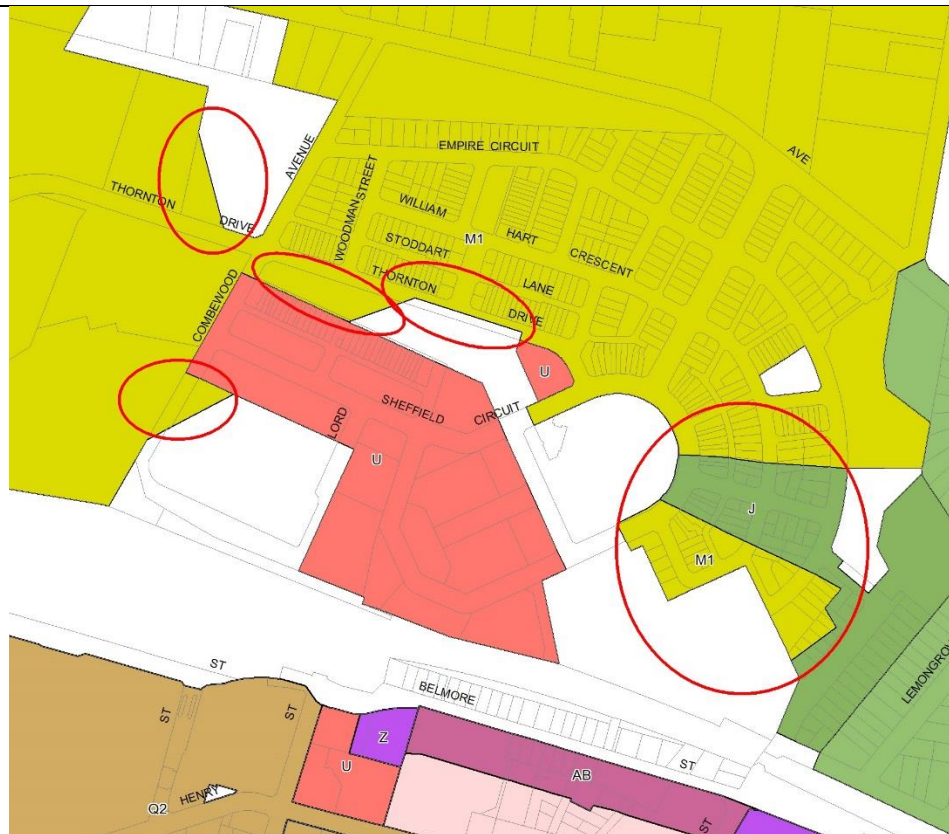 AVE
EMPIRE CIRCUIT
AVENUE
WOODMAN STREET
THORNTON
DRIVE
WILLIAM
HART
CRESCENT
M1
STODDART
LANE
THORNTON
DRIVE
COMBEWOOD
U
SHEFFIELD
CIRCUIT
LORD
U
J
M1
LEMONGRO
ST
BELMORE
ST
ST
ST
Z
U
AB
HENRY
Q2
ST